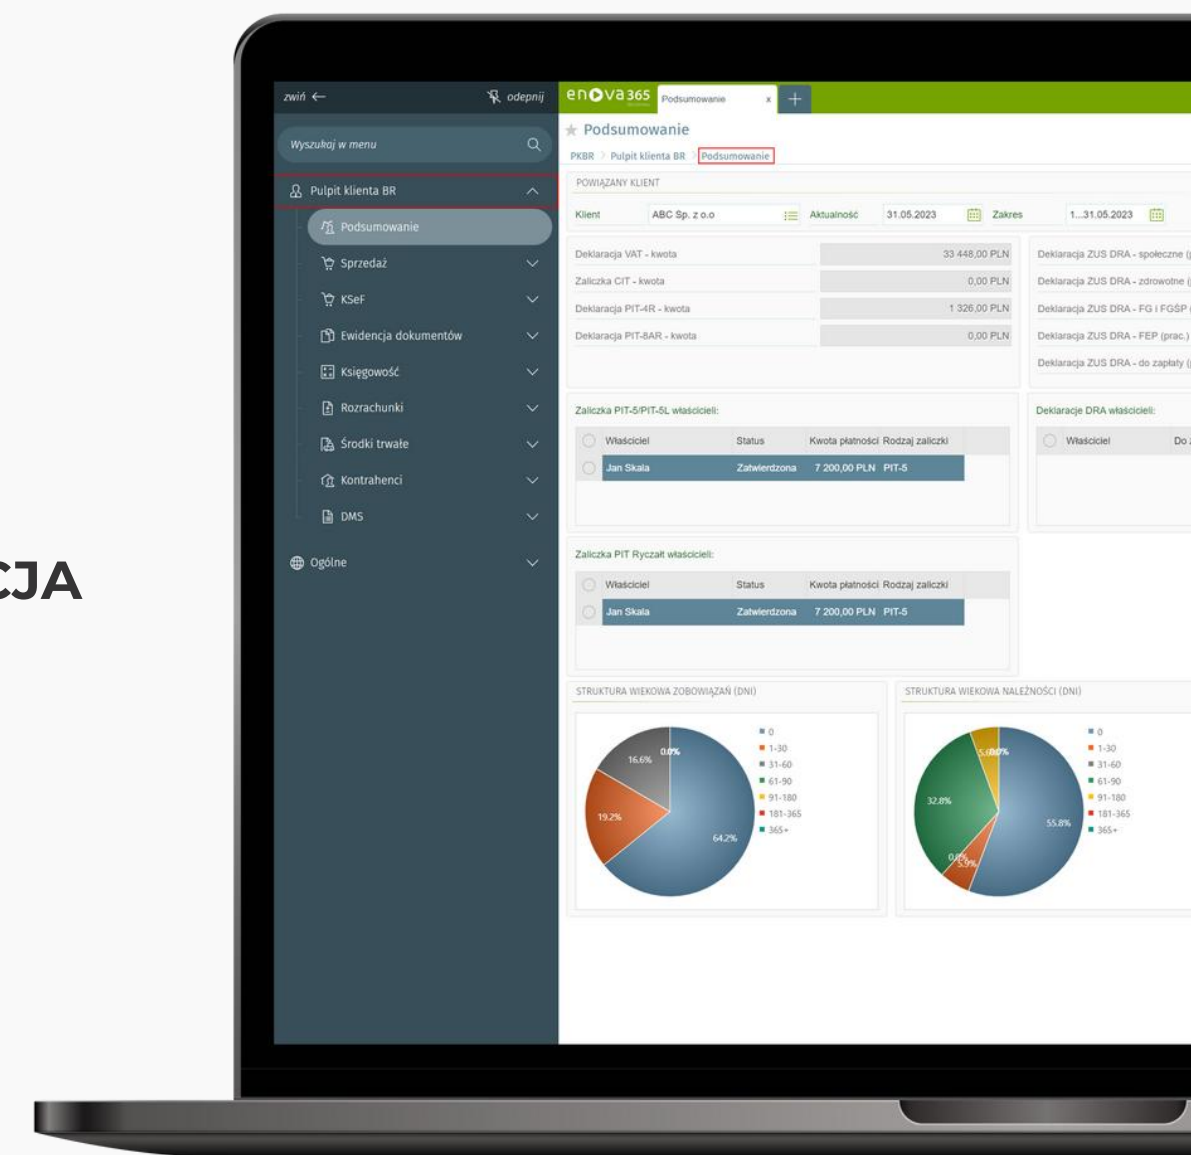 CJA
zwiń ← odepnij
Wyszukaj w menu
Pulpit klienta BR
Podsumowanie
Sprzedaż
KSeF
Ewidencja dokumentów
Księgowość
Rozrachunki
Środki trwałe
Kontrahenci
DMS
Ogólne
enova365 Podsumowanie x +
Podsumowanie
PKBR > Pulpit klienta BR > Podsumowanie
POWIĄZANY KLIENT
Klient ABC Sp. z o.o Aktualność 31.05.2023 Zakres 1...31.05.2023
Deklaracja VAT - kwota 33 448,00 PLN
Zaliczka CIT - kwota 0,00 PLN
Deklaracja PIT-4R - kwota 1 326,00 PLN
Deklaracja PIT-8AR - kwota 0,00 PLN
Deklaracja ZUS DRA - społeczne (
Deklaracja ZUS DRA - zdrowotne (
Deklaracja ZUS DRA - FG i FGŚP (
Deklaracja ZUS DRA - FEP (prac.)
Deklaracja ZUS DRA - do zapłaty (
Zaliczka PIT-5/PIT-5L właścicieli:
Właściciel Status Kwota płatności Rodzaj zaliczki
Jan Skala Zatwierdzona 7 200,00 PLN PIT-5
Deklaracje DRA właścicieli:
Właściciel Do
Zaliczka PIT Ryczałt właścicieli:
Właściciel Status Kwota płatności Rodzaj zaliczki
Jan Skala Zatwierdzona 7 200,00 PLN PIT-5
STRUKTURA WIEKOWA ZOBOWIĄZAŃ (DNI)
16.6%
0.0%
19.2%
64.2%
0
1-30
31-60
61-90
91-180
181-365
365+
STRUKTURA WIEKOWA NALEŻNOŚCI (DNI)
0.0%
32.8%
55.8%
5.9%
0
1-30
31-60
61-90
91-180
181-365
365+